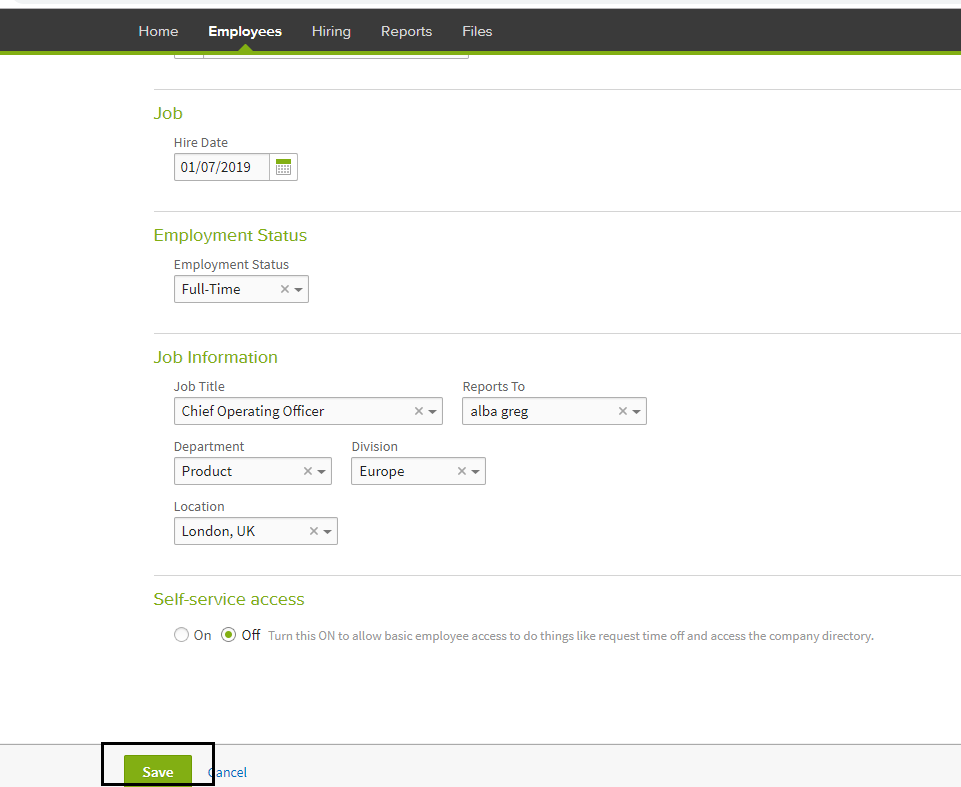 Home Employees Hiring Reports Files
Job
Hire Date
01/07/2019
Employment Status
Employment Status
Full-Time
Job Information
Job Title Reports To
Chief Operating Officer alba greg
Department Division
Product Europe
Location
London, UK
Self-service access
On Off Turn this ON to allow basic employee access to do things like request time off and access the company directory.
Save Cancel